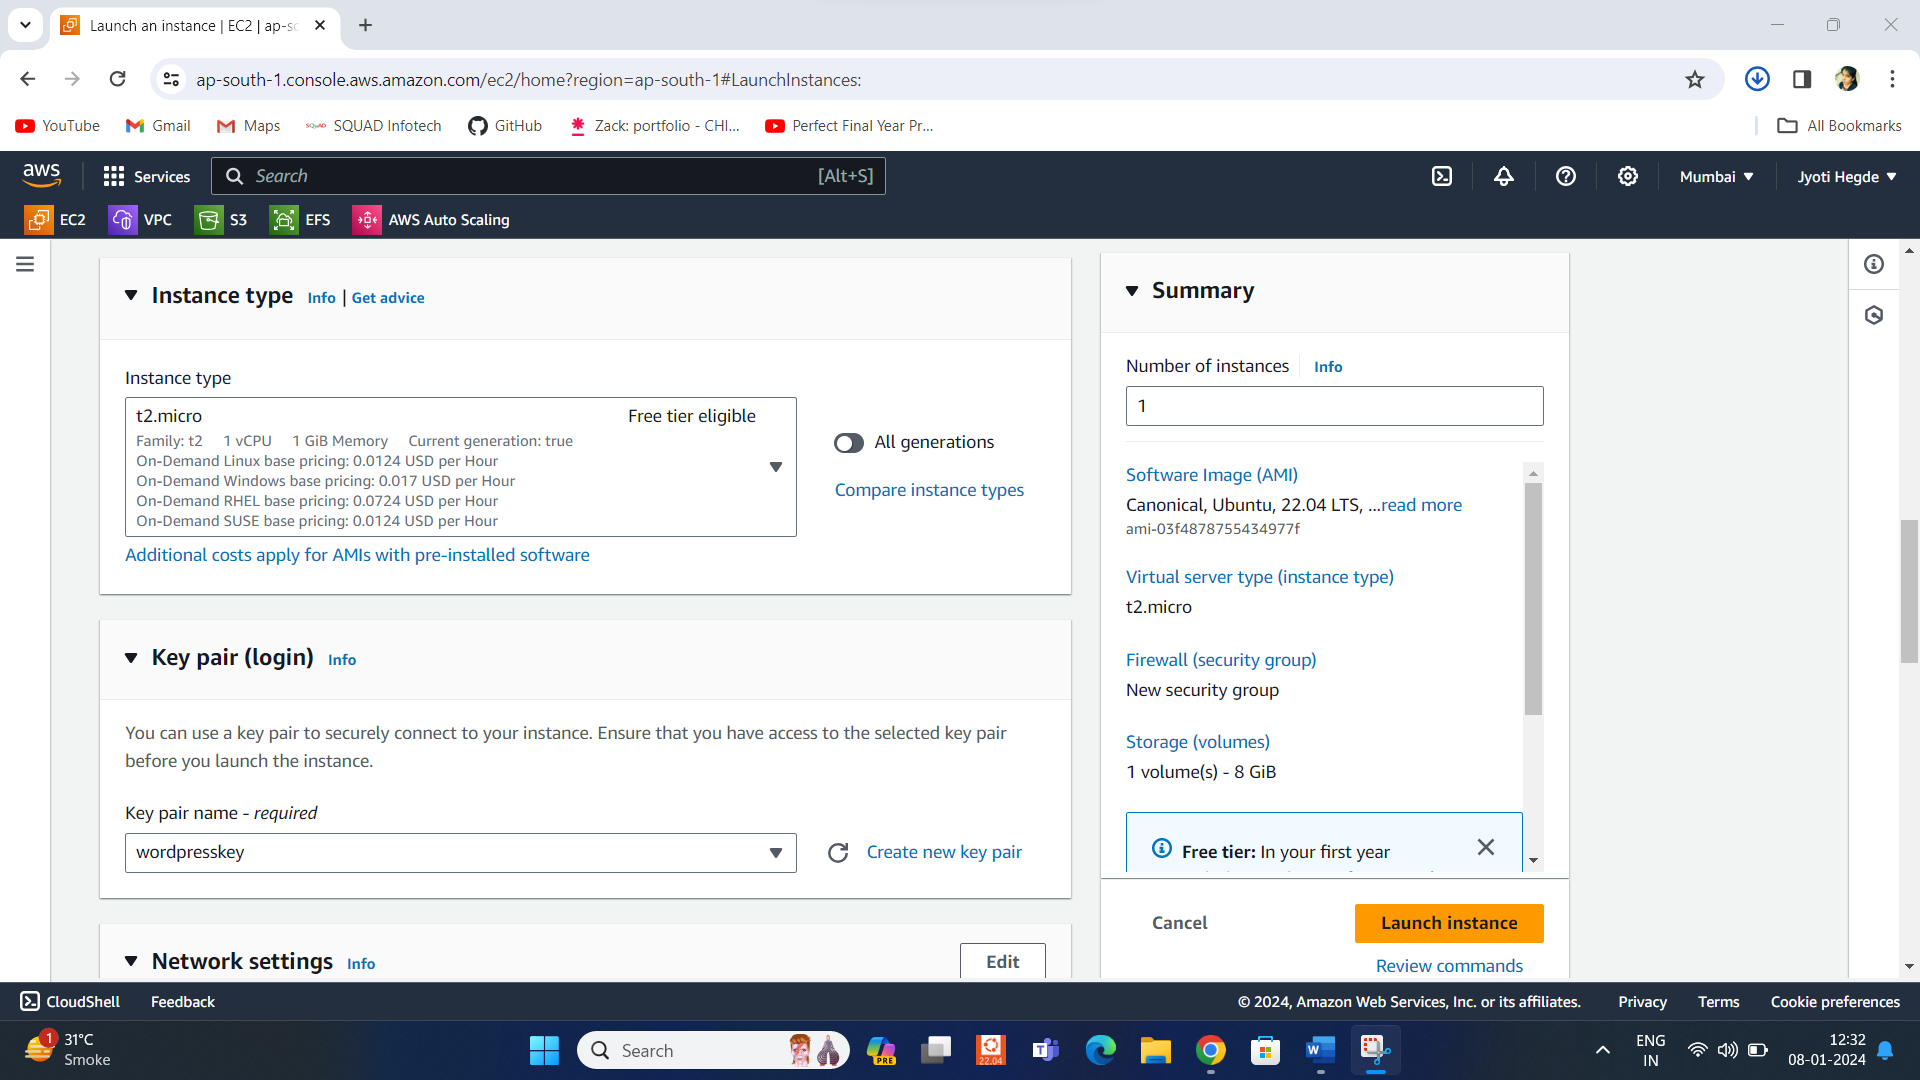 Launch an instance | EC2 | ap-so
ap-south-1.console.aws.amazon.com/ec2/home?region=ap-south-1#LaunchInstances:
YouTube
Gmail
Maps
SQUAD Infotech
GitHub
Zack: portfolio - CHI...
Perfect Final Year Pr...
All Bookmarks
aws
Services
Search
[Alt+S]
Mumbai
Jyoti Hegde
EC2
VPC
S3
EFS
AWS Auto Scaling
Instance type
Info | Get advice
Instance type
t2.micro
Free tier eligible
Family: t2 1 vCPU 1 GiB Memory Current generation: true
On-Demand Linux base pricing: 0.0124 USD per Hour
On-Demand Windows base pricing: 0.017 USD per Hour
On-Demand RHEL base pricing: 0.0724 USD per Hour
On-Demand SUSE base pricing: 0.0124 USD per Hour
All generations
Compare instance types
Additional costs apply for AMIs with pre-installed software
Key pair (login)
Info
You can use a key pair to securely connect to your instance. Ensure that you have access to the selected key pair
before you launch the instance.
Key pair name - required
wordpresskey
Create new key pair
Network settings
Info
Edit
Summary
Number of instances
Info
1
Software Image (AMI)
Canonical, Ubuntu, 22.04 LTS, ...read more
ami-03f4878755434977f
Virtual server type (instance type)
t2.micro
Firewall (security group)
New security group
Storage (volumes)
1 volume(s) - 8 GiB
Free tier: In your first year
Cancel
Launch instance
Review commands
CloudShell
Feedback
© 2024, Amazon Web Services, Inc. or its affiliates.
Privacy
Terms
Cookie preferences
1
31°C
Smoke
Search
PRE
22.04
ENG
IN
12:32
08-01-2024